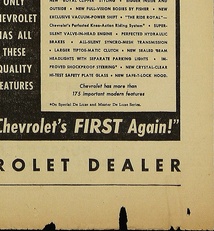 ONLY
CHEVROLET
HAS ALL
THESE
QUALITY
FEATURES
NEW "ROYAL CLIPPER" STYLING • BIGGER INSIDE AND
OUTSIDE • NEW FULL-VISION BODIES BY FISHER • NEW
EXCLUSIVE VACUUM-POWER SHIFT • "THE RIDE ROYAL"—
Chevrolet's Perfected Knee-Action Riding System* • SUPER-
SILENT VALVE-IN-HEAD ENGINE • PERFECTED HYDRAULIC
BRAKES • ALL-SILENT SYNCRO-MESH TRANSMISSION
• LARGER TIPTOE-MATIC CLUTCH • NEW SEALED BEAM
HEADLIGHTS WITH SEPARATE PARKING LIGHTS • IM-
PROVED SHOCKPROOF STEERING* • NEW CRYSTAL-CLEAR
HI-TEST SAFETY PLATE GLASS • NEW SAFE-LOCK HOOD.
Chevrolet has more than
175 important modern features
*On Special De Luxe and Master De Luxe Series.
Chevrolet's FIRST Again!"
ROLET DEALER